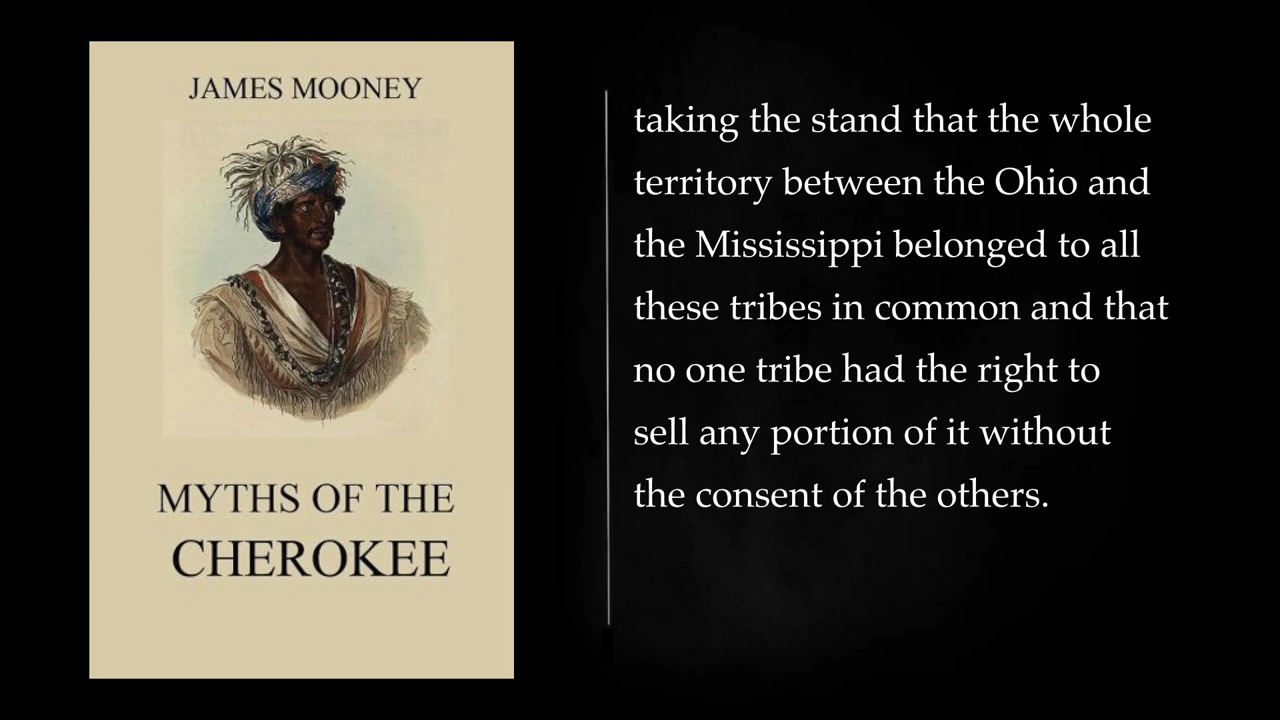 JAMES MOONEY
MYTHS OF THE
CHEROKEE
taking the stand that the whole
territory between the Ohio and
the Mississippi belonged to all
these tribes in common and that
no one tribe had the right to
sell any portion of it without
the consent of the others.